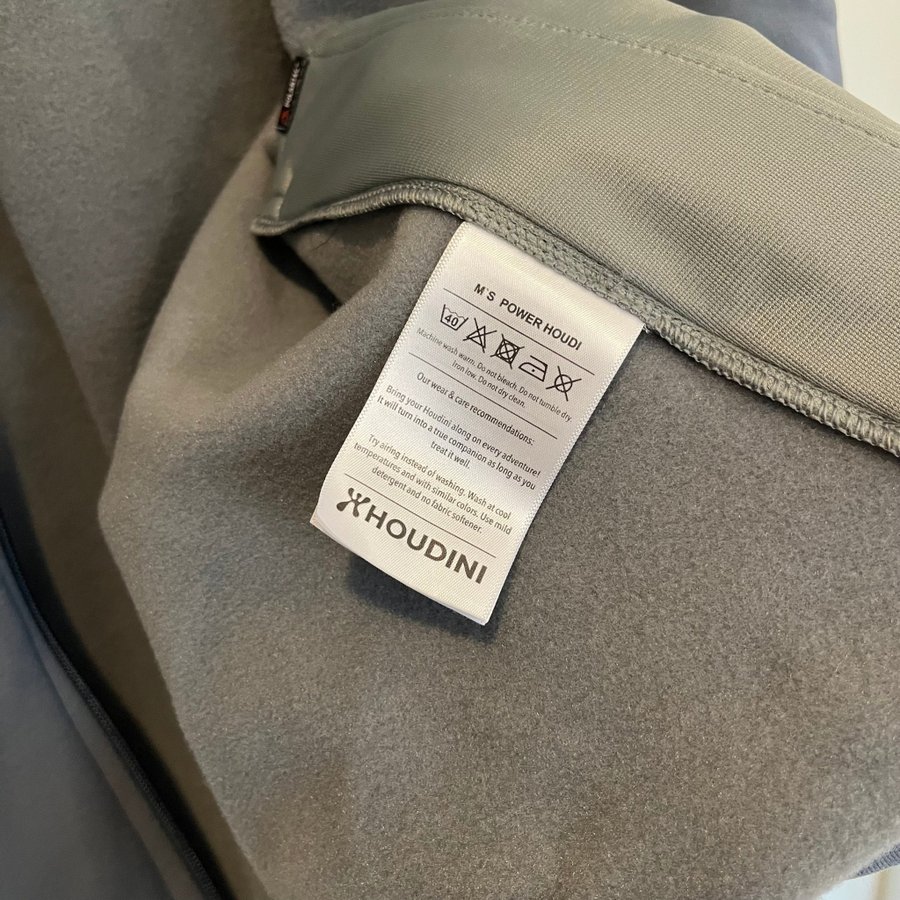 POLARTEC
M'S POWER HOUDI
40
Machine wash warm. Do not bleach. Do not tumble dry.
Iron low. Do not dry clean.
Our wear & care recommendations:
Bring your Houdini along on every adventure!
It will turn into a true companion as long as you
treat it well.
Try airing instead of washing. Wash at cool
temperatures and with similar colors. Use mild
detergent and no fabric softener.
HOUDINI